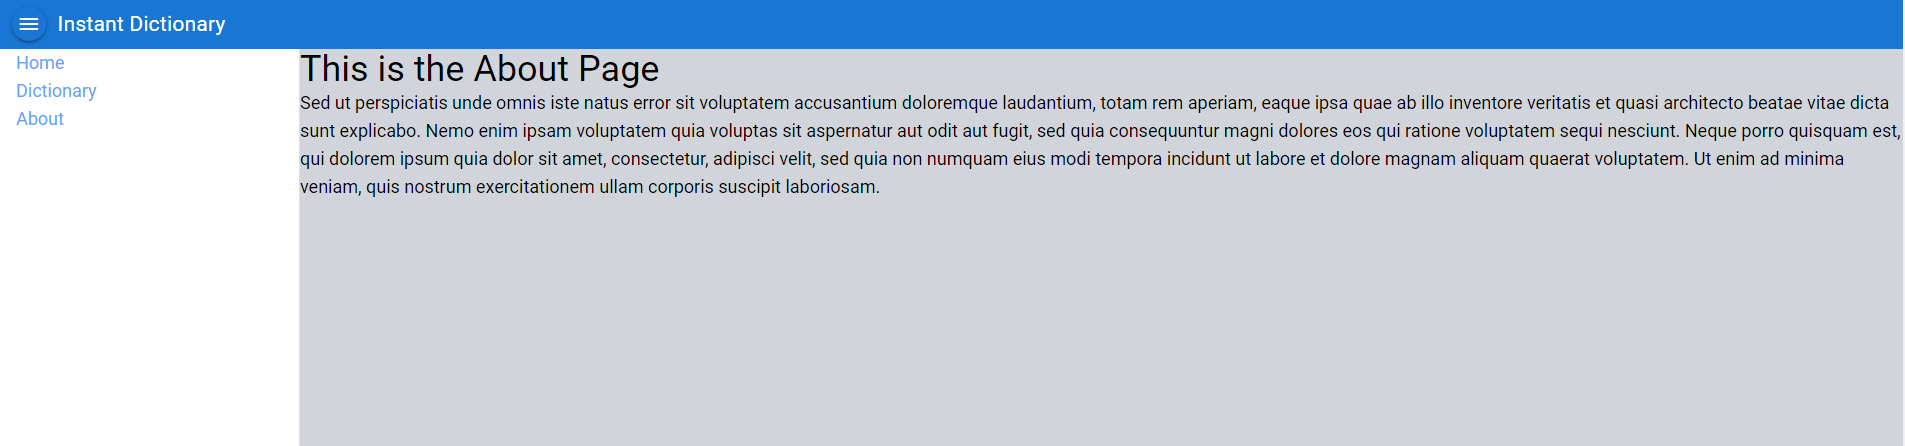 Instant Dictionary
Home
Dictionary
About
This is the About Page
Sed ut perspiciatis unde omnis iste natus error sit voluptatem accusantium doloremque laudantium, totam rem aperiam, eaque ipsa quae ab illo inventore veritatis et quasi architecto beatae vitae dicta
sunt explicabo. Nemo enim ipsam voluptatem quia voluptas sit aspernatur aut odit aut fugit, sed quia consequuntur magni dolores eos qui ratione voluptatem sequi nesciunt. Neque porro quisquam est,
qui dolorem ipsum quia dolor sit amet, consectetur, adipisci velit, sed quia non numquam eius modi tempora incidunt ut labore et dolore magnam aliquam quaerat voluptatem. Ut enim ad minima
veniam, quis nostrum exercitationem ullam corporis suscipit laboriosam.